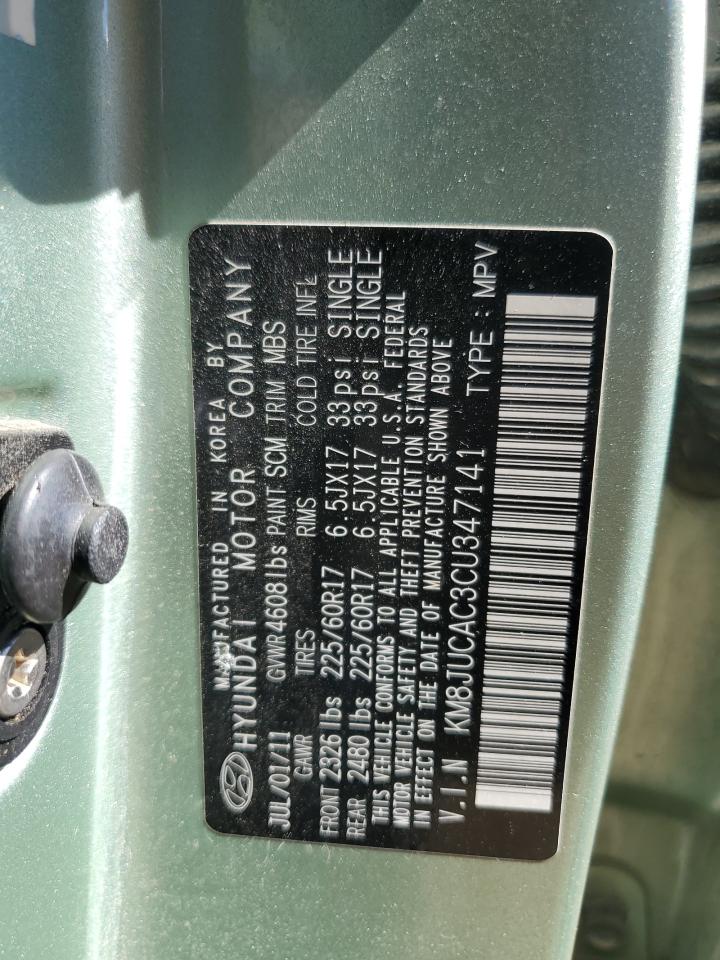 MANUFACTURED IN KOREA BY
HYUNDAI MOTOR COMPANY
JUL/01/11 GVWR 4608 lbs PAINT SCM TRIM MBS
GAWR TIRES RIMS COLD TIRE INFL
FRONT 2326 lbs 225/60R17 6.5JX17 33psi SINGLE
REAR 2480 lbs 225/60R17 6.5JX17 33psi SINGLE
THIS VEHICLE CONFORMS TO ALL APPLICABLE U.S.A. FEDERAL
MOTOR VEHICLE SAFETY AND THEFT PREVENTION STANDARDS
IN EFFECT ON THE DATE OF MANUFACTURE SHOWN ABOVE
V.I.N KM8JUCAC3CU347141 TYPE : MPV